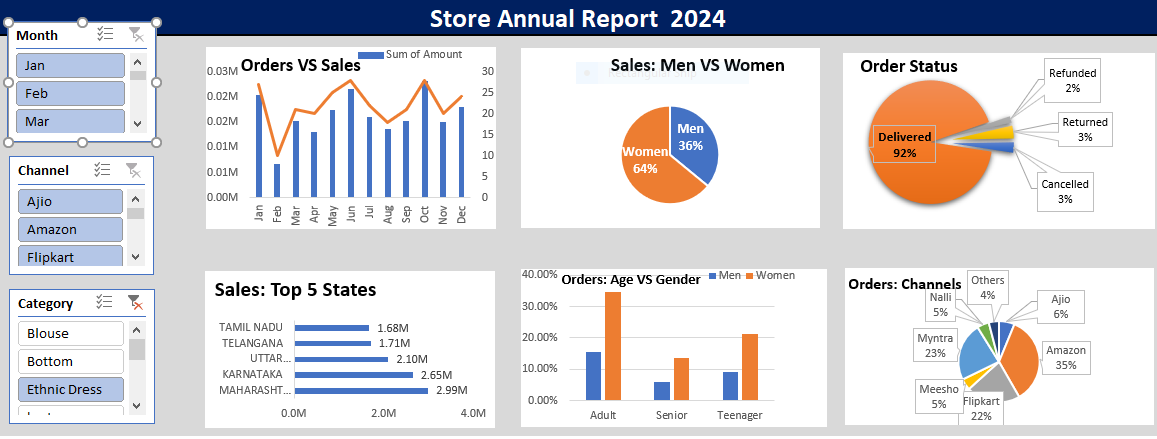 Store Annual Report 2024
Month
Jan
Feb
Mar
Channel
Ajio
Amazon
Flipkart
Category
Blouse
Bottom
Ethnic Dress
Orders VS Sales
Sum of Amount
0.03M
0.02M
0.02M
0.01M
0.01M
0.00M
30
25
20
15
10
5
0
Jan
Feb
Mar
Apr
May
Jun
Jul
Aug
Sep
Oct
Nov
Dec
Sales: Men VS Women
Men
36%
Women
64%
Order Status
Refunded
2%
Returned
3%
Cancelled
3%
Delivered
92%
Sales: Top 5 States
TAMIL NADU 1.68M
TELANGANA 1.71M
UTTAR... 2.10M
KARNATAKA 2.65M
MAHARASHT... 2.99M
0.0M 2.0M 4.0M
Orders: Age VS Gender
Men Women
40.00%
30.00%
20.00%
10.00%
0.00%
Adult Senior Teenager
Orders: Channels
Others
4%
Nalli
5%
Ajio
6%
Myntra
23%
Amazon
35%
Meesho
5%
Flipkart
22%